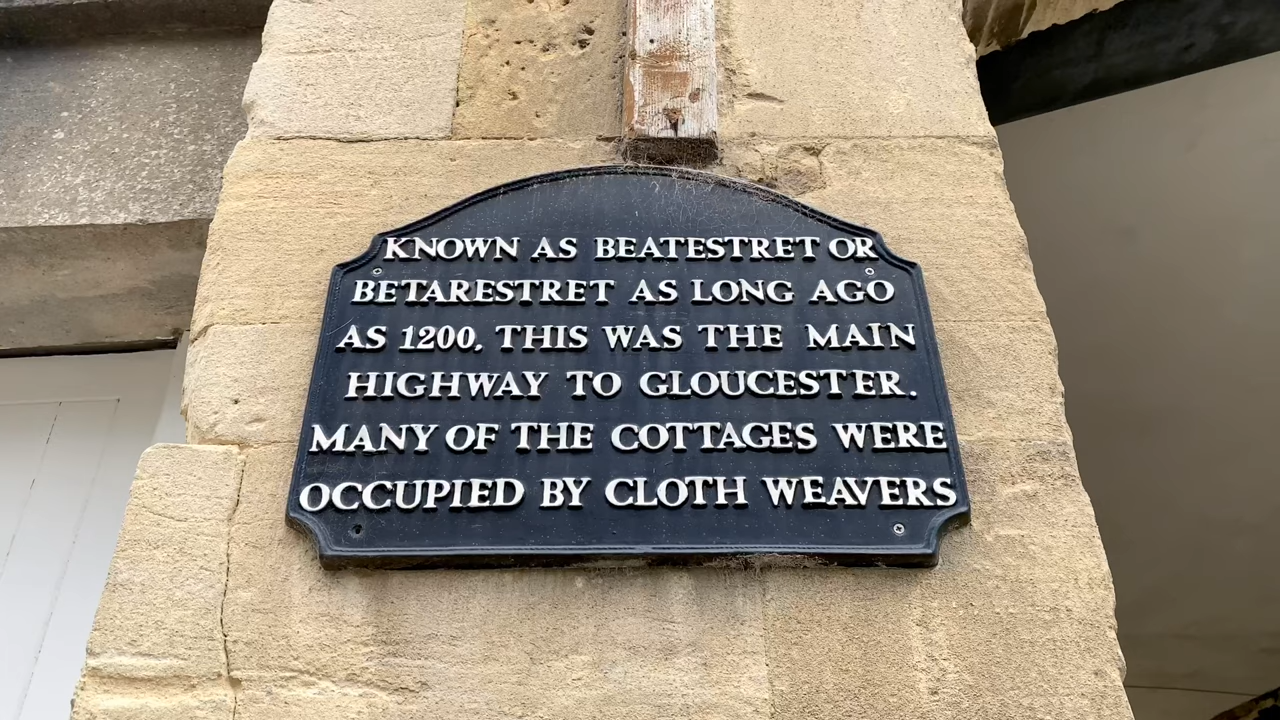 KNOWN AS BEATESTRET OR
BETARESTRET AS LONG AGO
AS 1200. THIS WAS THE MAIN
HIGHWAY TO GLOUCESTER.
MANY OF THE COTTAGES WERE
OCCUPIED BY CLOTH WEAVERS